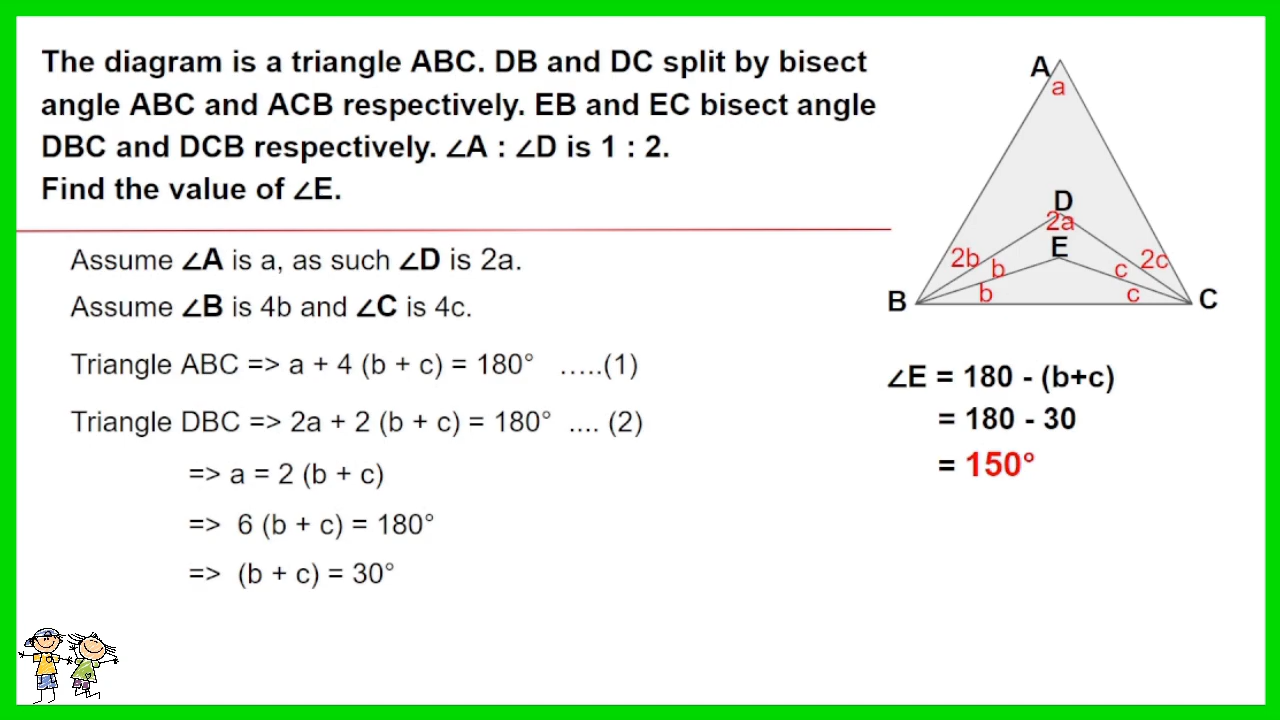 The diagram is a triangle ABC. DB and DC split by bisect
angle ABC and ACB respectively. EB and EC bisect angle
DBC and DCB respectively. ∠A : ∠D is 1 : 2.
Find the value of ∠E.
Assume ∠A is a, as such ∠D is 2a.
Assume ∠B is 4b and ∠C is 4c.
Triangle ABC => a + 4 (b + c) = 180° …..(1)
Triangle DBC => 2a + 2 (b + c) = 180° .... (2)
=> a = 2 (b + c)
=> 6 (b + c) = 180°
=> (b + c) = 30°
A
a
D
2a
E
2b
b
c
2c
b
c
B
C
∠E = 180 - (b+c)
= 180 - 30
= 150°